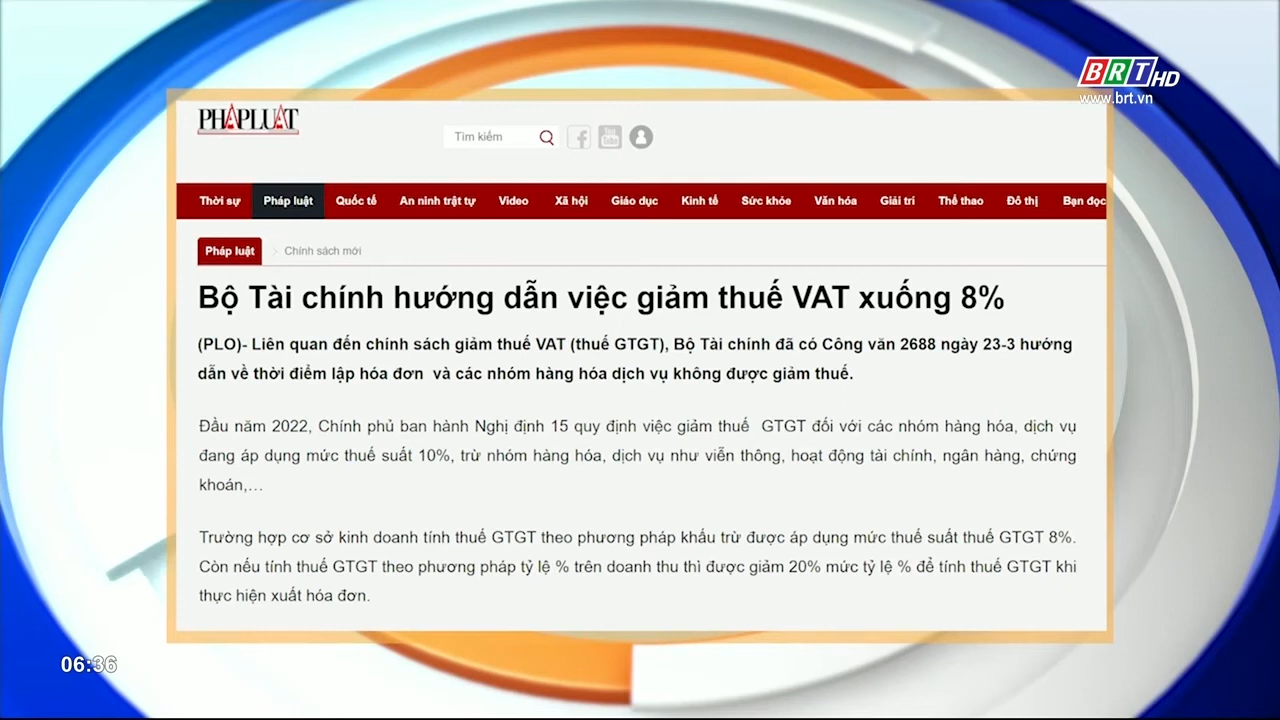 BRT HD
www.brt.vn
PHÁPLUẬT
Tìm kiếm
You Tube
Thời sự Pháp luật Quốc tế An ninh trật tự Video Xã hội Giáo dục Kinh tế Sức khỏe Văn hóa Giải trí Thể thao Đô thị Bạn đọc
Pháp luật Chính sách mới
Bộ Tài chính hướng dẫn việc giảm thuế VAT xuống 8%
(PLO)- Liên quan đến chính sách giảm thuế VAT (thuế GTGT), Bộ Tài chính đã có Công văn 2688 ngày 23-3 hướng
dẫn về thời điểm lập hóa đơn và các nhóm hàng hóa dịch vụ không được giảm thuế.
Đầu năm 2022, Chính phủ ban hành Nghị định 15 quy định việc giảm thuế GTGT đối với các nhóm hàng hóa, dịch vụ
đang áp dụng mức thuế suất 10%, trừ nhóm hàng hóa, dịch vụ như viễn thông, hoạt động tài chính, ngân hàng, chứng
khoán,…
Trường hợp cơ sở kinh doanh tính thuế GTGT theo phương pháp khấu trừ được áp dụng mức thuế suất thuế GTGT 8%.
Còn nếu tính thuế GTGT theo phương pháp tỷ lệ % trên doanh thu thì được giảm 20% mức tỷ lệ % để tính thuế GTGT khi
thực hiện xuất hóa đơn.
06:36